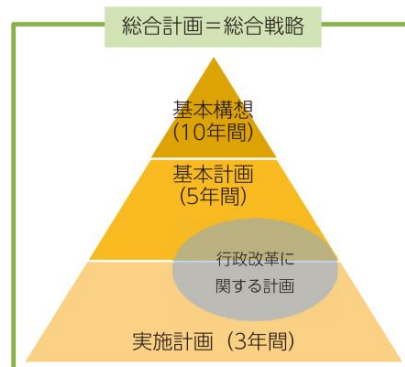 総合計画＝総合戦略
基本構想
（10年間）
基本計画
（5年間）
行政改革に
関する計画
実施計画（3年間）